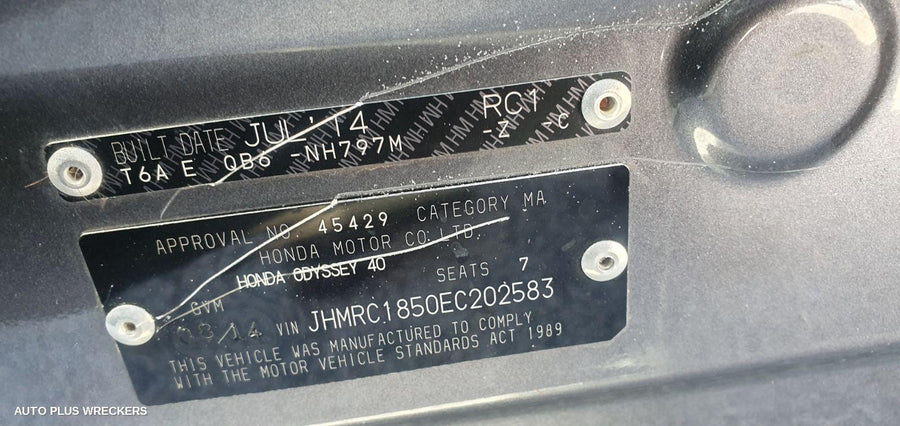 BUILT DATE JUL'14 RC1
T6A E QB6 -NH797M -Z -C
APPROVAL NO. 45429 CATEGORY MA
HONDA MOTOR CO. LTD.
HONDA ODYSSEY 40 SEATS 7
GVM
VIN JHMRC1850EC202583
THIS VEHICLE WAS MANUFACTURED TO COMPLY
WITH THE MOTOR VEHICLE STANDARDS ACT 1989
AUTO PLUS WRECKERS